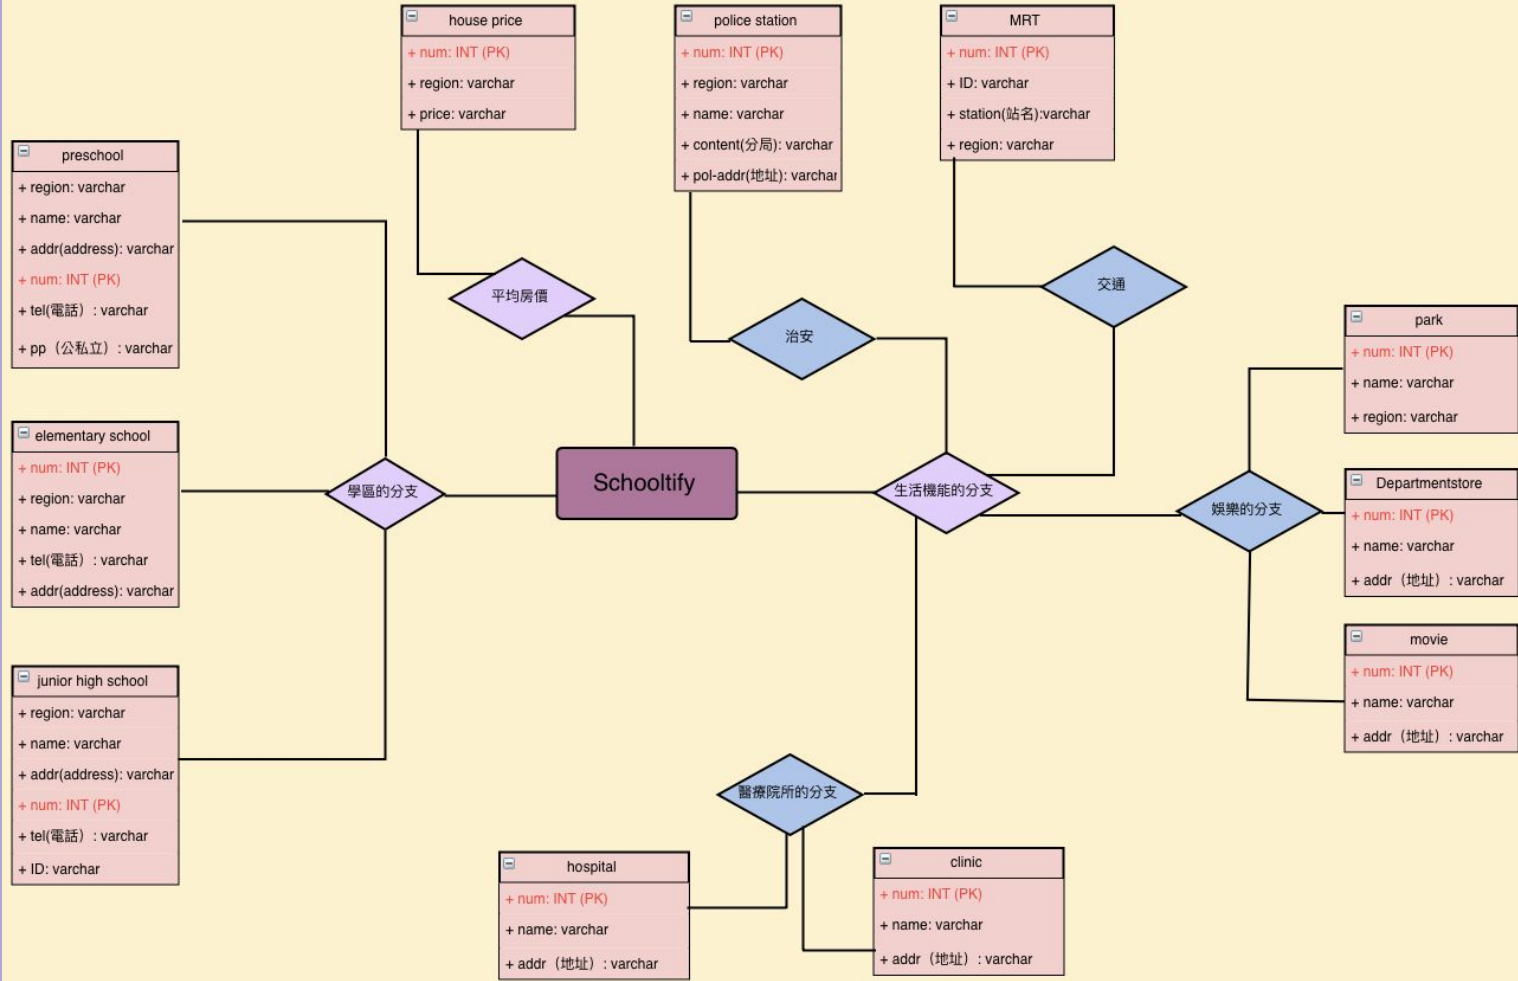 house price
+ num: INT (PK)
+ region: varchar
+ price: varchar
police station
+ num: INT (PK)
+ region: varchar
+ name: varchar
+ content(分局): varchar
+ pol-addr(地址): varchar
MRT
+ num: INT (PK)
+ ID: varchar
+ station(站名):varchar
+ region: varchar
preschool
+ region: varchar
+ name: varchar
+ addr(address): varchar
+ num: INT (PK)
+ tel(電話）: varchar
+ pp（公私立）: varchar
平均房價
治安
交通
park
+ num: INT (PK)
+ name: varchar
+ region: varchar
elementary school
+ num: INT (PK)
+ region: varchar
+ name: varchar
+ tel(電話）: varchar
+ addr(address): varchar
學區的分支
Schooltify
生活機能的分支
娛樂的分支
Departmentstore
+ num: INT (PK)
+ name: varchar
+ addr（地址）: varchar
movie
+ num: INT (PK)
+ name: varchar
+ addr（地址）: varchar
junior high school
+ region: varchar
+ name: varchar
+ addr(address): varchar
+ num: INT (PK)
+ tel(電話）: varchar
+ ID: varchar
醫療院所的分支
hospital
+ num: INT (PK)
+ name: varchar
+ addr（地址）: varchar
clinic
+ num: INT (PK)
+ name: varchar
+ addr（地址）: varchar